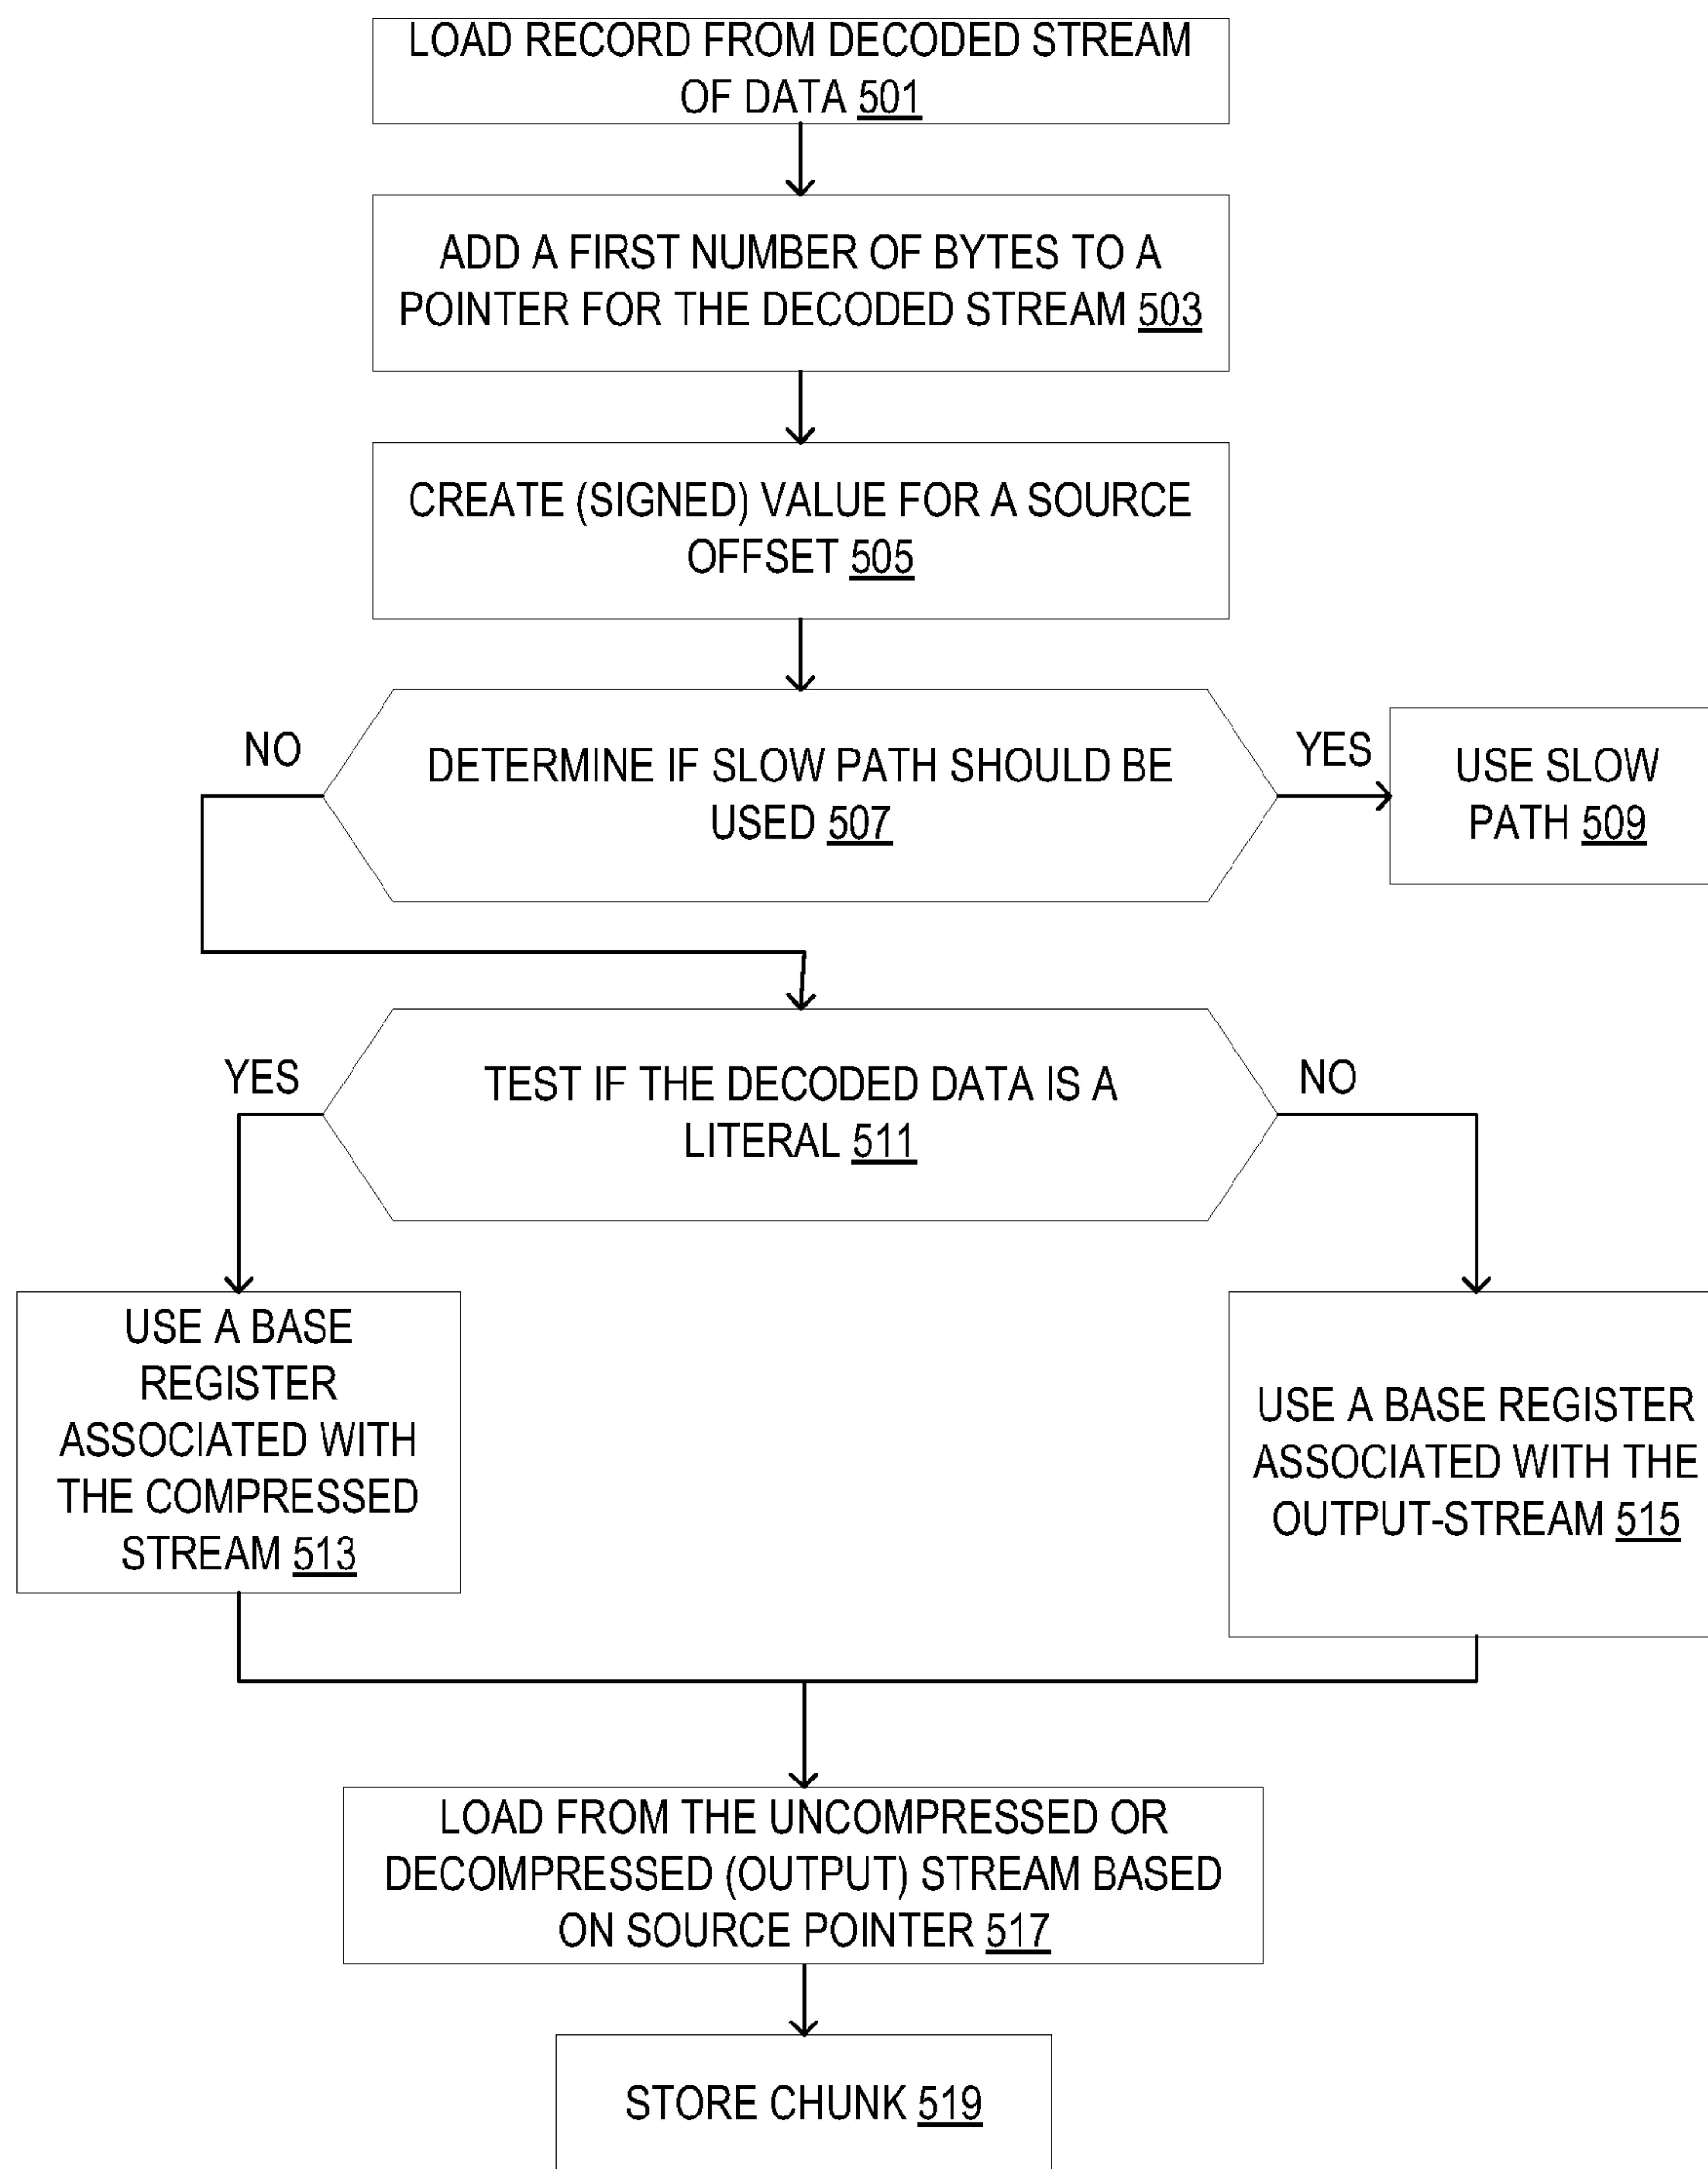 LOAD RECORD FROM DECODED STREAM
OF DATA 501
ADD A FIRST NUMBER OF BYTES TO A
POINTER FOR THE DECODED STREAM 503
CREATE (SIGNED) VALUE FOR A SOURCE
OFFSET 505
NO
DETERMINE IF SLOW PATH SHOULD BE
USED 507
YES
USE SLOW
PATH 509
YES
TEST IF THE DECODED DATA IS A
LITERAL 511
NO
USE A BASE
REGISTER
ASSOCIATED WITH
THE COMPRESSED
STREAM 513
USE A BASE REGISTER
ASSOCIATED WITH THE
OUTPUT-STREAM 515
LOAD FROM THE UNCOMPRESSED OR
DECOMPRESSED (OUTPUT) STREAM BASED
ON SOURCE POINTER 517
STORE CHUNK 519